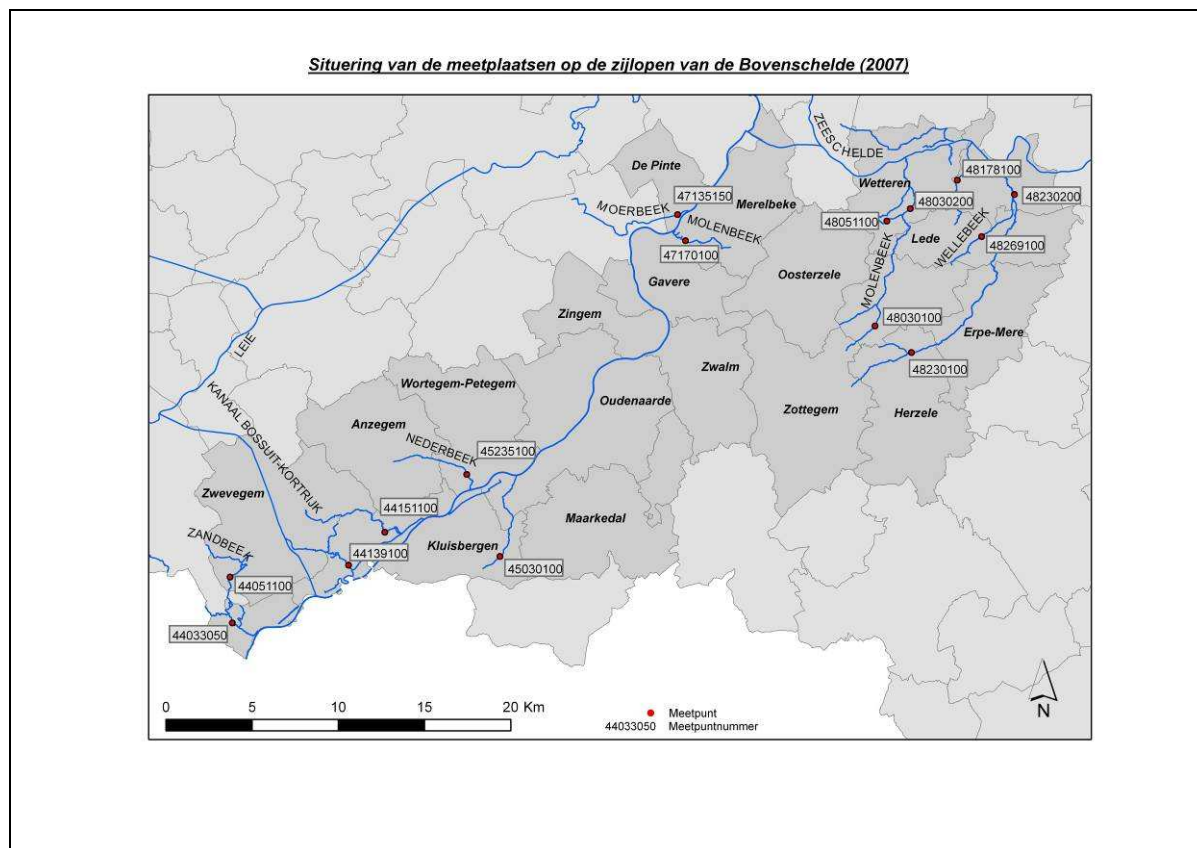 Situering van de meetplaatsen op de zijlopen van de Bovenschelde (2007)
ZEESCHELDE
De Pinte
48178100
Wetteren
47135150
48230200
Merelbeke
48030200
MOERBEEK
MOLENBEEK
48051100
Lede
WELLEBEEK
47170100
48269100
Oosterzele
MOLENBEEK
Gavere
Zingem
48030100
Erpe-Mere
LEIE
Zwalm
48230100
Wortegem-Petegem
Oudenaarde
Zottegem
Herzele
KANAAL BOSSUIT-KORTRIJK
Anzegem
NEDERBEEK
45235100
Zwevegem
44151100
Maarkedal
ZANDBEEK
Kluisbergen
44139100
45030100
44051100
44033050
0 5 10 15 20 Km
Meetpunt
44033050 Meetpuntnummer
N